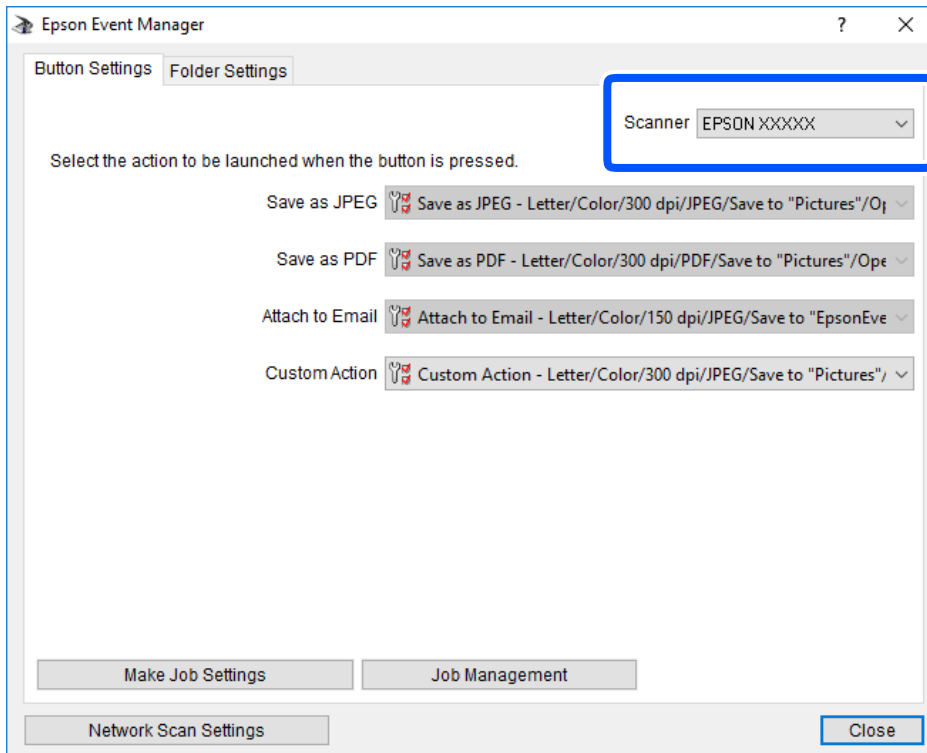 Epson Event Manager
Button Settings Folder Settings
Scanner EPSON XXXXX
Select the action to be launched when the button is pressed.
Save as JPEG Save as JPEG - Letter/Color/300 dpi/JPEG/Save to "Pictures"/Op
Save as PDF Save as PDF - Letter/Color/300 dpi/PDF/Save to "Pictures"/Ope
Attach to Email Attach to Email - Letter/Color/150 dpi/JPEG/Save to "EpsonEve
Custom Action Custom Action - Letter/Color/300 dpi/JPEG/Save to "Pictures"/
Make Job Settings Job Management
Network Scan Settings Close